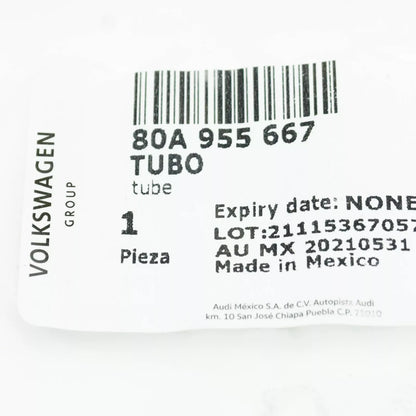 VOLKSWAGEN
GROUP
80A 955 667
TUBO
tube
1
Pieza
Expiry date: NONE
LOT:21115367057
AU MX 20210531
Made in Mexico
Audi México S.A. de C.V. Autopista Audi
km. 10 San José Chiapa Puebla C.P. 71010